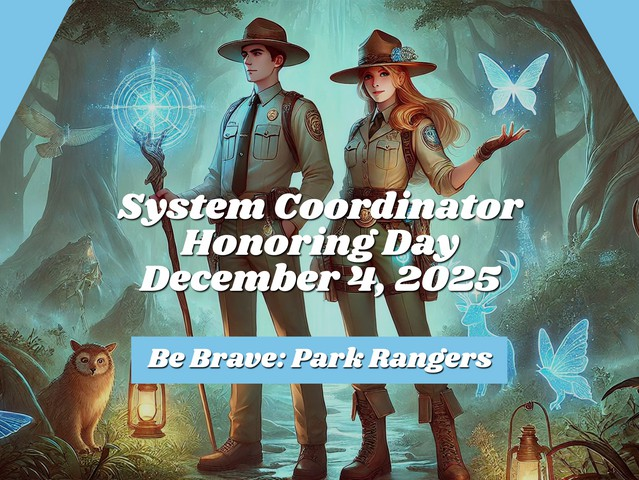 System Coordinator
Honoring Day
December 4, 2025
Be Brave: Park Rangers